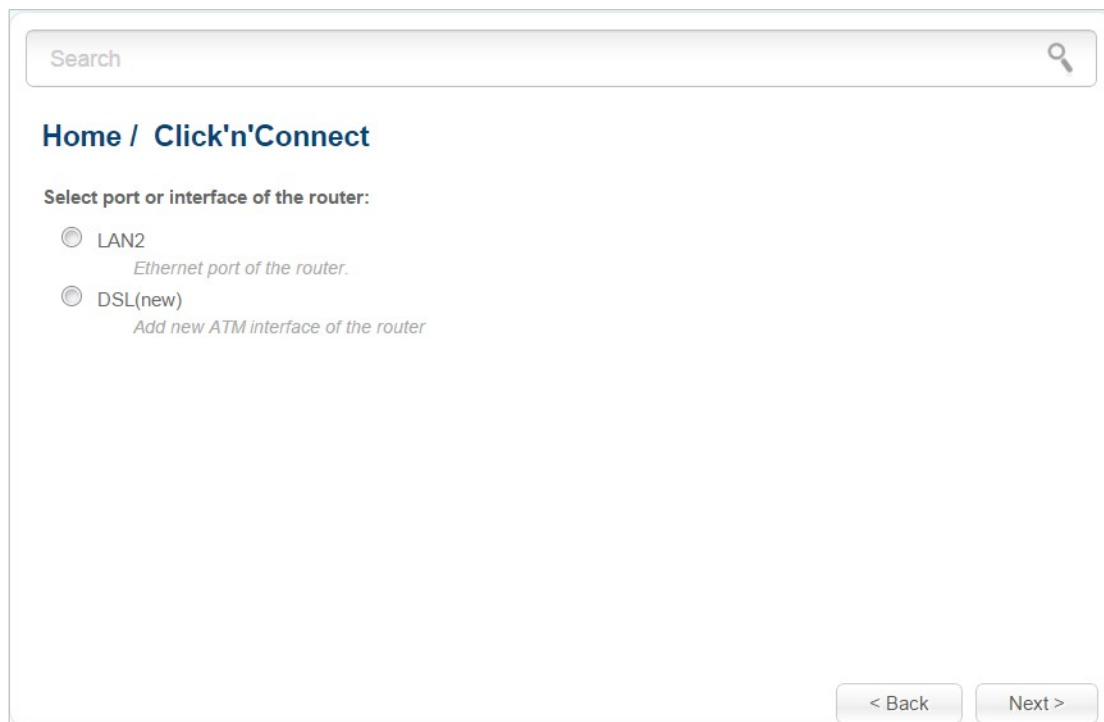 Search
Home /  Click'n'Connect
Select port or interface of the router:
LAN2
Ethernet port of the router.
DSL(new)
Add new ATM interface of the router
< Back
Next >